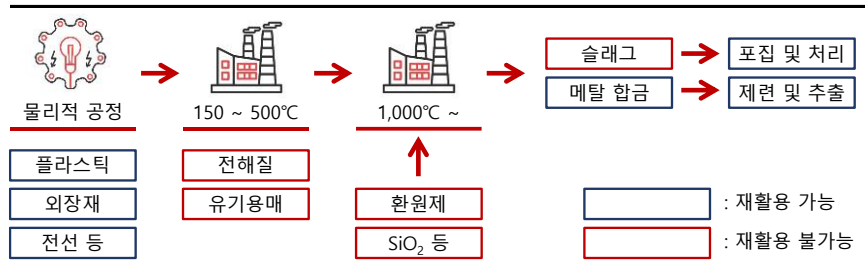 물리적 공정
150 ~ 500℃
1,000℃ ~
슬래그
포집 및 처리
메탈 합금
제련 및 추출
플라스틱
외장재
전선 등
전해질
유기용매
환원제
SiO₂ 등
: 재활용 가능
: 재활용 불가능